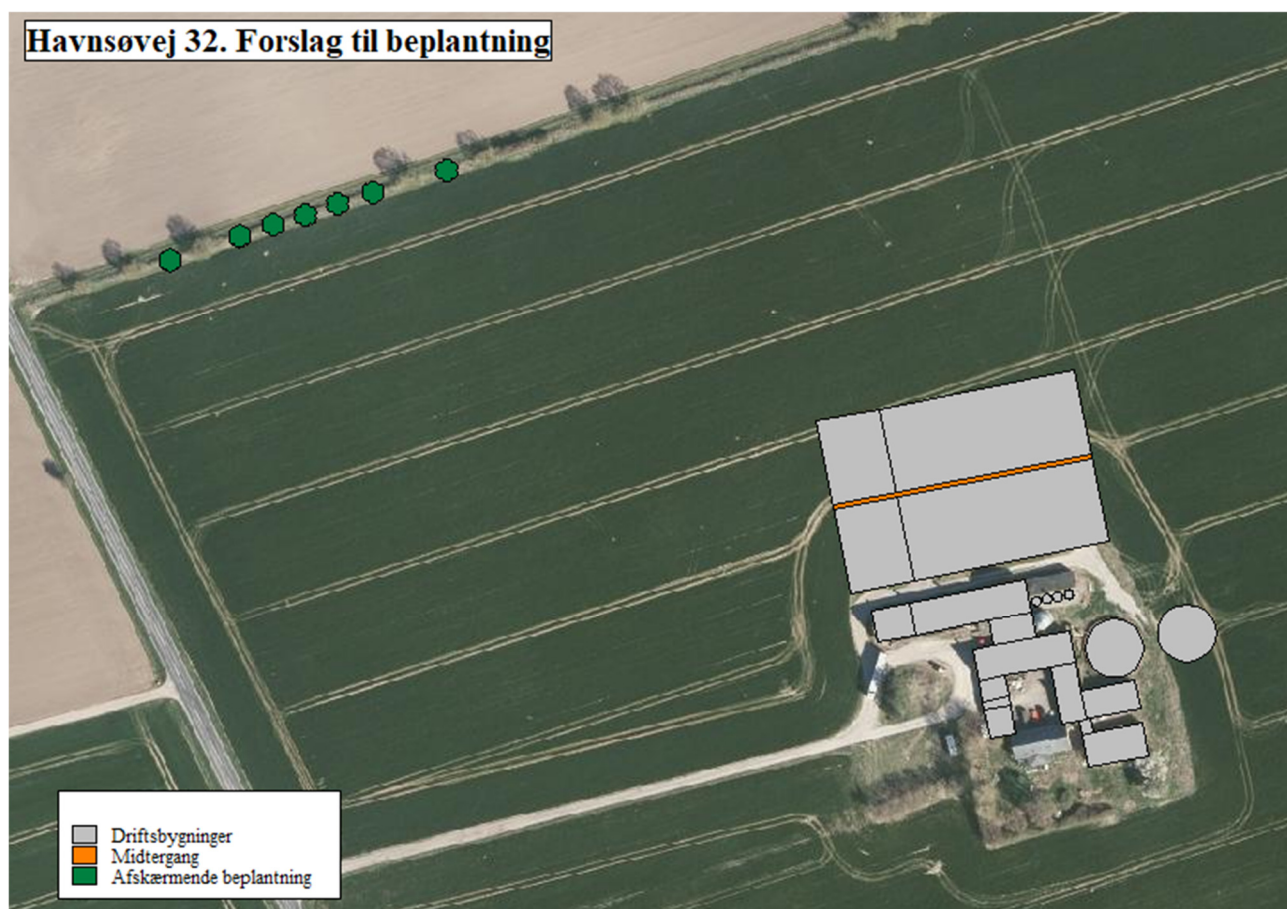 Havnsøvej 32. Forslag til beplantning
Driftsbygninger
Midtergang
Afskærmende beplantning